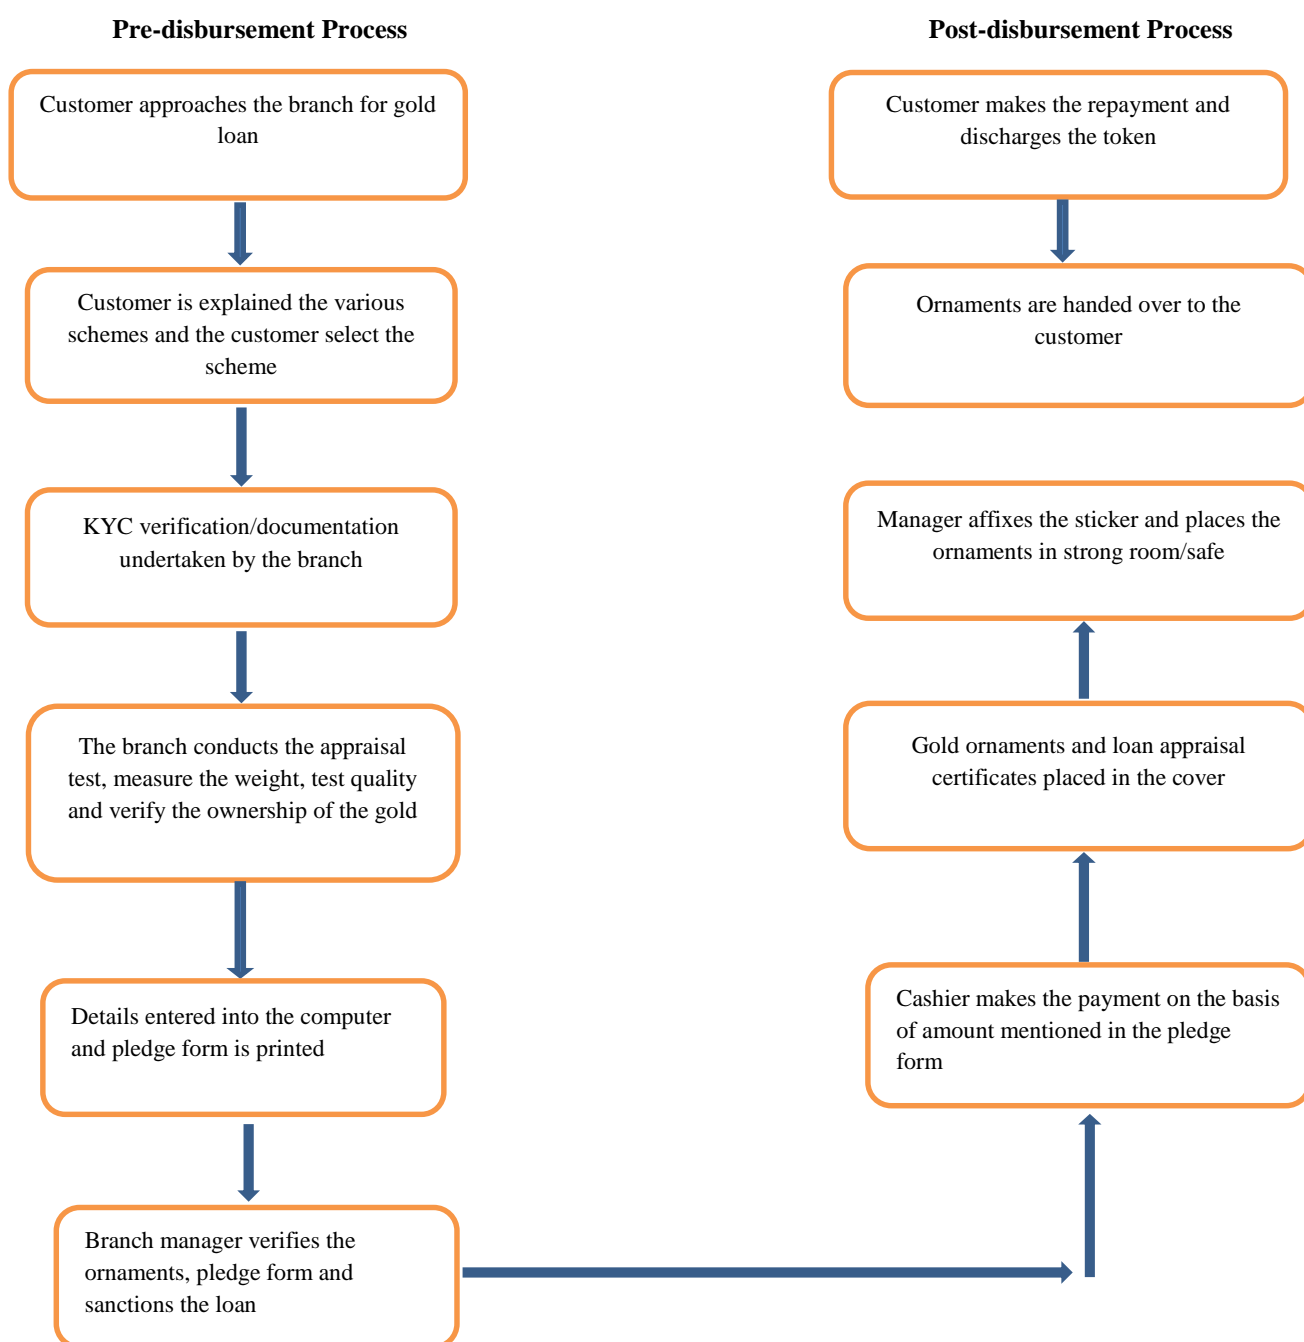 Pre-disbursement Process
Customer approaches the branch for gold
loan
Customer is explained the various
schemes and the customer select the
scheme
KYC verification/documentation
undertaken by the branch
The branch conducts the appraisal
test, measure the weight, test quality
and verify the ownership of the gold
Details entered into the computer
and pledge form is printed
Branch manager verifies the
ornaments, pledge form and
sanctions the loan
Post-disbursement Process
Customer makes the repayment and
discharges the token
Ornaments are handed over to the
customer
Manager affixes the sticker and places the
ornaments in strong room/safe
Gold ornaments and loan appraisal
certificates placed in the cover
Cashier makes the payment on the basis
of amount mentioned in the pledge
form